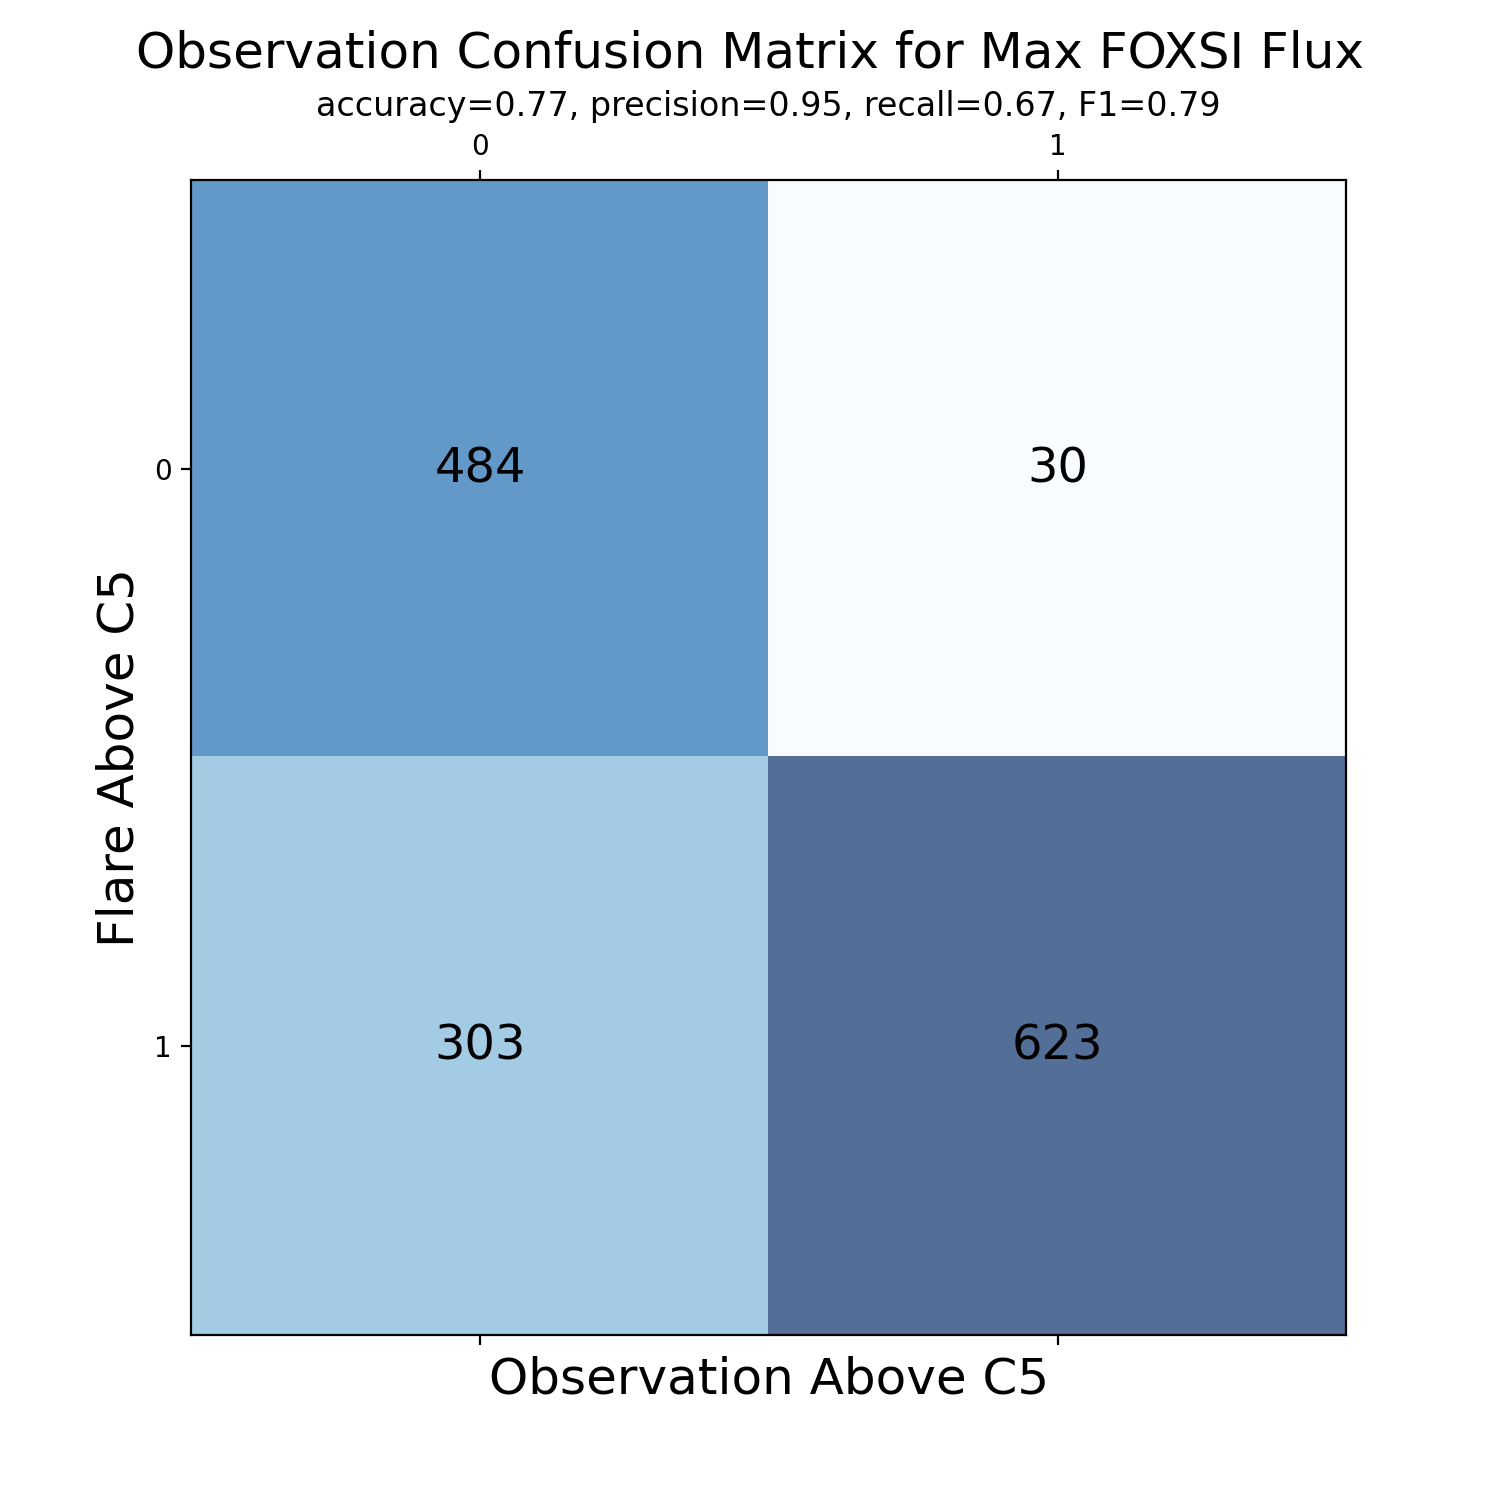 Observation Confusion Matrix for Max FOXSI Flux
accuracy=0.77, precision=0.95, recall=0.67, F1=0.79
0 1
0
484 30
Flare Above C5
1
303 623
Observation Above C5